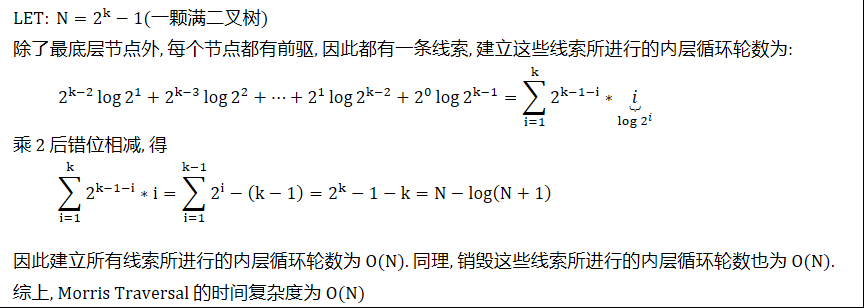 LET: N = 2^k − 1(一颗满二叉树)
除了最底层节点外, 每个节点都有前驱, 因此都有一条线索, 建立这些线索所进行的内层循环轮数为:
2^{k−2} log 2^1 + 2^{k−3} log 2^2 + ⋯ + 2^1 log 2^{k−2} + 2^0 log 2^{k−1} = ∑_{i=1}^{k} 2^{k−1−i} * \underbrace{i}_{log 2^i}
乘 2 后错位相减, 得
∑_{i=1}^{k} 2^{k−1−i} * i = ∑_{i=1}^{k−1} 2^i − (k − 1) = 2^k − 1 − k = N − log(N + 1)
因此建立所有线索所进行的内层循环轮数为 O(N). 同理, 销毁这些线索所进行的内层循环轮数也为 O(N).
综上, Morris Traversal 的时间复杂度为 O(N)